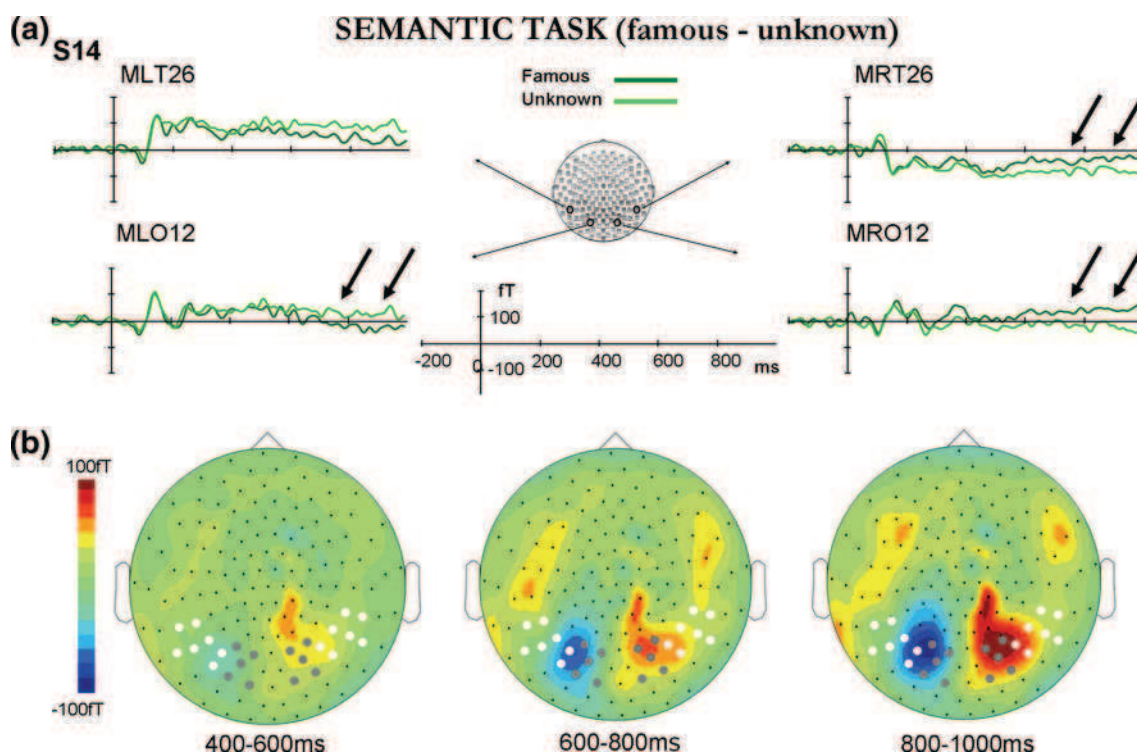 (a) SEMANTIC TASK (famous - unknown)
S14
MLT26
Famous
Unknown
MRT26
MLO12
MRO12
fT
100
-200 0 200 400 600 800 ms
-100
(b)
100fT
-100fT
400-600ms 600-800ms 800-1000ms